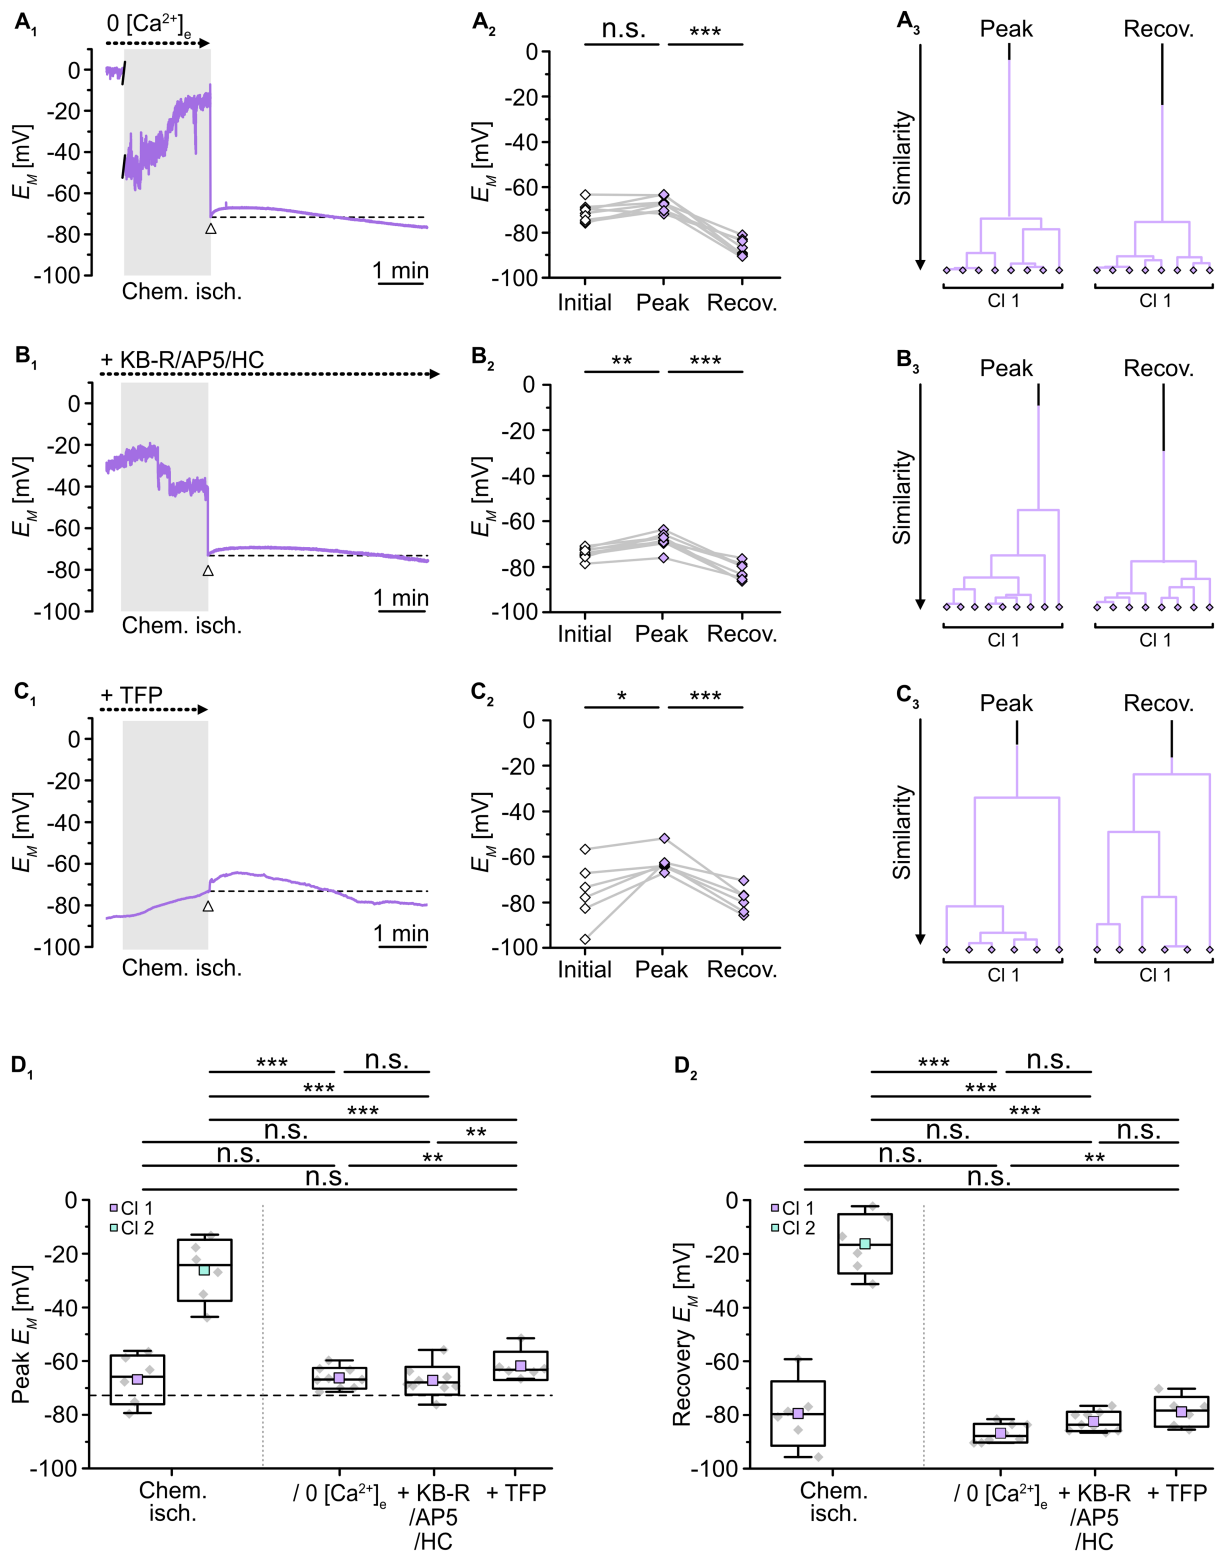 A1
0 [Ca2+]e
0
-20
-40
-60
-80
-100
EM [mV]
1 min
Chem. isch.
A2
n.s.
***
0
-20
-40
-60
-80
-100
EM [mV]
Initial Peak Recov.
A3
Peak Recov.
Similarity
Cl 1 Cl 1
B1
+ KB-R/AP5/HC
0
-20
-40
-60
-80
-100
EM [mV]
1 min
Chem. isch.
B2
**
***
0
-20
-40
-60
-80
-100
EM [mV]
Initial Peak Recov.
B3
Peak Recov.
Similarity
Cl 1 Cl 1
C1
+ TFP
0
-20
-40
-60
-80
-100
EM [mV]
1 min
Chem. isch.
C2
*
***
0
-20
-40
-60
-80
-100
EM [mV]
Initial Peak Recov.
C3
Peak Recov.
Similarity
Cl 1 Cl 1
D1
*** n.s.
***
***
n.s. **
n.s. **
n.s.
0
-20
-40
-60
-80
-100
Peak EM [mV]
Cl 1
Cl 2
Chem. isch.
/ 0 [Ca2+]e
+ KB-R /AP5 /HC
+ TFP
D2
*** n.s.
***
***
n.s. n.s.
n.s. **
n.s.
0
-20
-40
-60
-80
-100
Recovery EM [mV]
Cl 1
Cl 2
Chem. isch.
/ 0 [Ca2+]e
+ KB-R /AP5 /HC
+ TFP